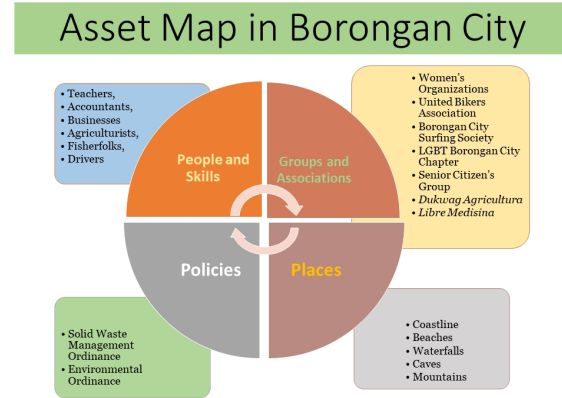 Asset Map in Borongan City
• Teachers,
• Accountants,
• Businesses
• Agriculturists,
• Fisherfolks,
• Drivers
People and
Skills
Groups and
Associations
• Women's
Organizations
• United Bikers
Association
• Borongan City
Surfing Society
• LGBT Borongan City
Chapter
• Senior Citizen's
Group
• Dukwag Agricultura
• Libre Medisina
Policies
Places
• Solid Waste
Management
Ordinance
• Environmental
Ordinance
• Coastline
• Beaches
• Waterfalls
• Caves
• Mountains